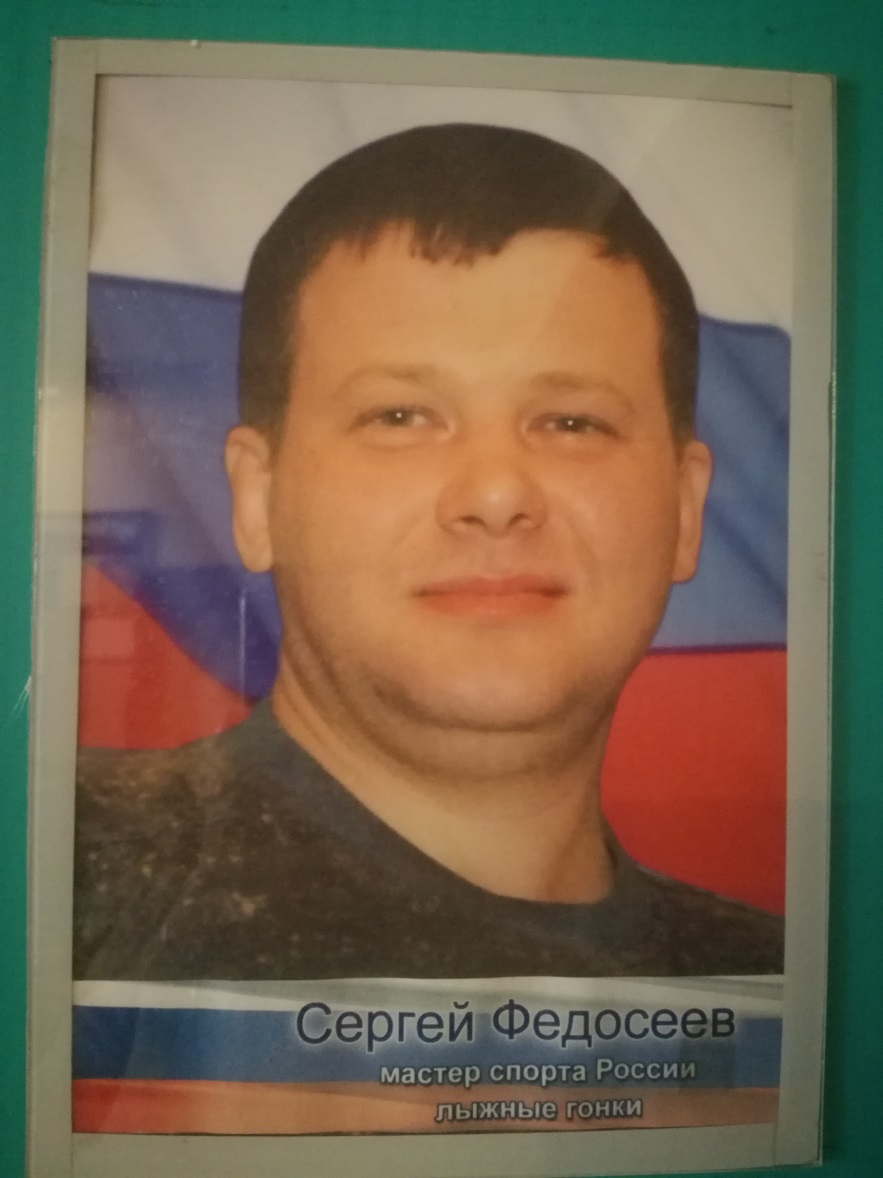 Сергей Федосеев
мастер спорта России
лыжные гонки